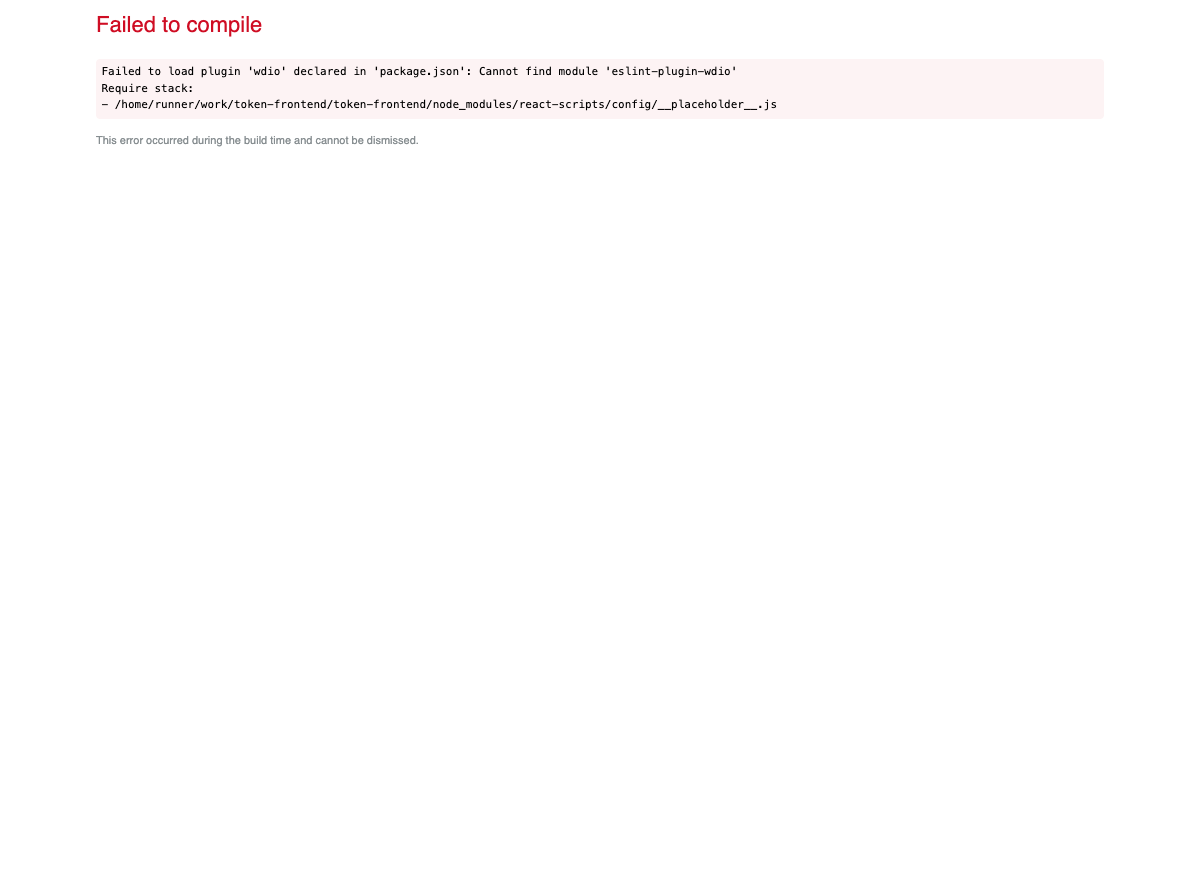 Failed to compile
Failed to load plugin 'wdio' declared in 'package.json': Cannot find module 'eslint-plugin-wdio'
Require stack:
- /home/runner/work/token-frontend/token-frontend/node_modules/react-scripts/config/__placeholder__.js
This error occurred during the build time and cannot be dismissed.